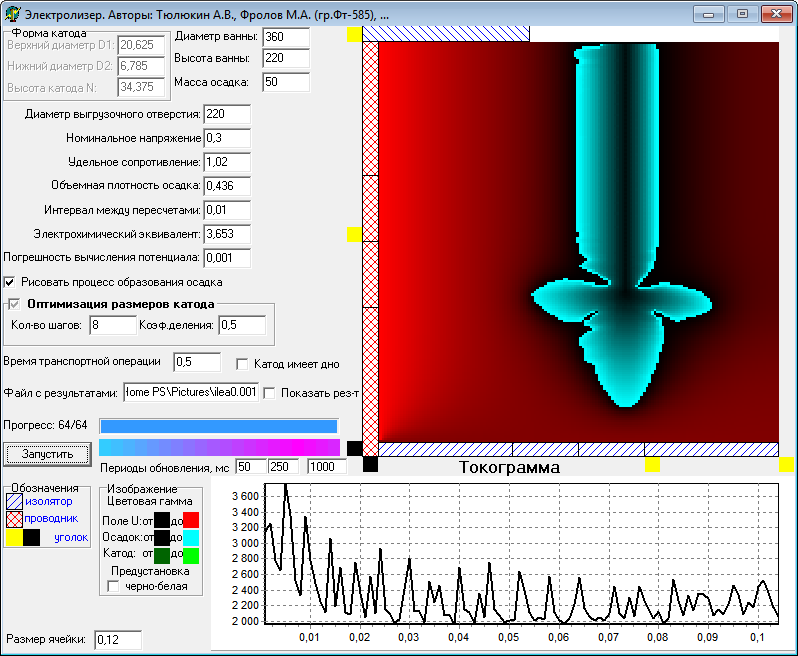 Электролизер. Авторы: Тюлюкин А.В., Фролов М.А. (гр.Фт-585), ...
Форма катода
Верхний диаметр D1: 20,625
Нижний диаметр D2: 6,785
Высота катода N: 34,375
Диаметр ванны: 360
Высота ванны: 220
Масса осадка: 50
Диаметр выгрузочного отверстия: 220
Номинальное напряжение 0,3
Удельное сопротивление: 1,02
Объемная плотность осадка: 0,436
Интервал между пересчетами: 0,01
Электрохимический эквивалент: 3,653
Погрешность вычисления потенциала: 0,001
Рисовать процесс образования осадка
Оптимизация размеров катода
Кол-во шагов: 8 Коэф.деления: 0,5
Время транспортной операции 0,5 Катод имеет дно
Файл с результатами: Home PS\Pictures\ilea0.001 Показать рез-т
Прогресс: 64/64
Запустить
Периоды обновления, мс 50 250 1000
Токограмма
Обозначения
изолятор
проводник
уголок
Изображение
Цветовая гамма
Поле U: от до
Осадок: от до
Катод: от до
Предустановка
черно-белая
Размер ячейки: 0,12
3 600
3 400
3 200
3 000
2 800
2 600
2 400
2 200
2 000
0,01 0,02 0,03 0,04 0,05 0,06 0,07 0,08 0,09 0,1